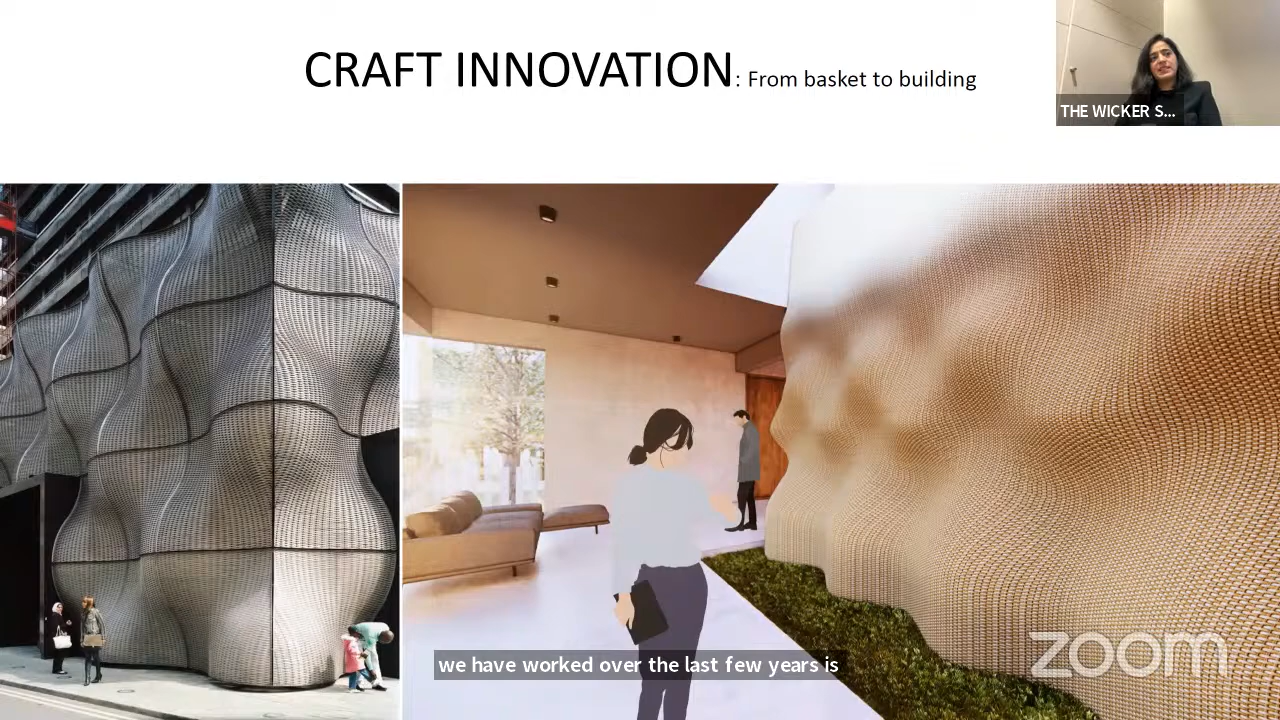 CRAFT INNOVATION: From basket to building
THE WICKER S...
we have worked over the last few years is
zoom